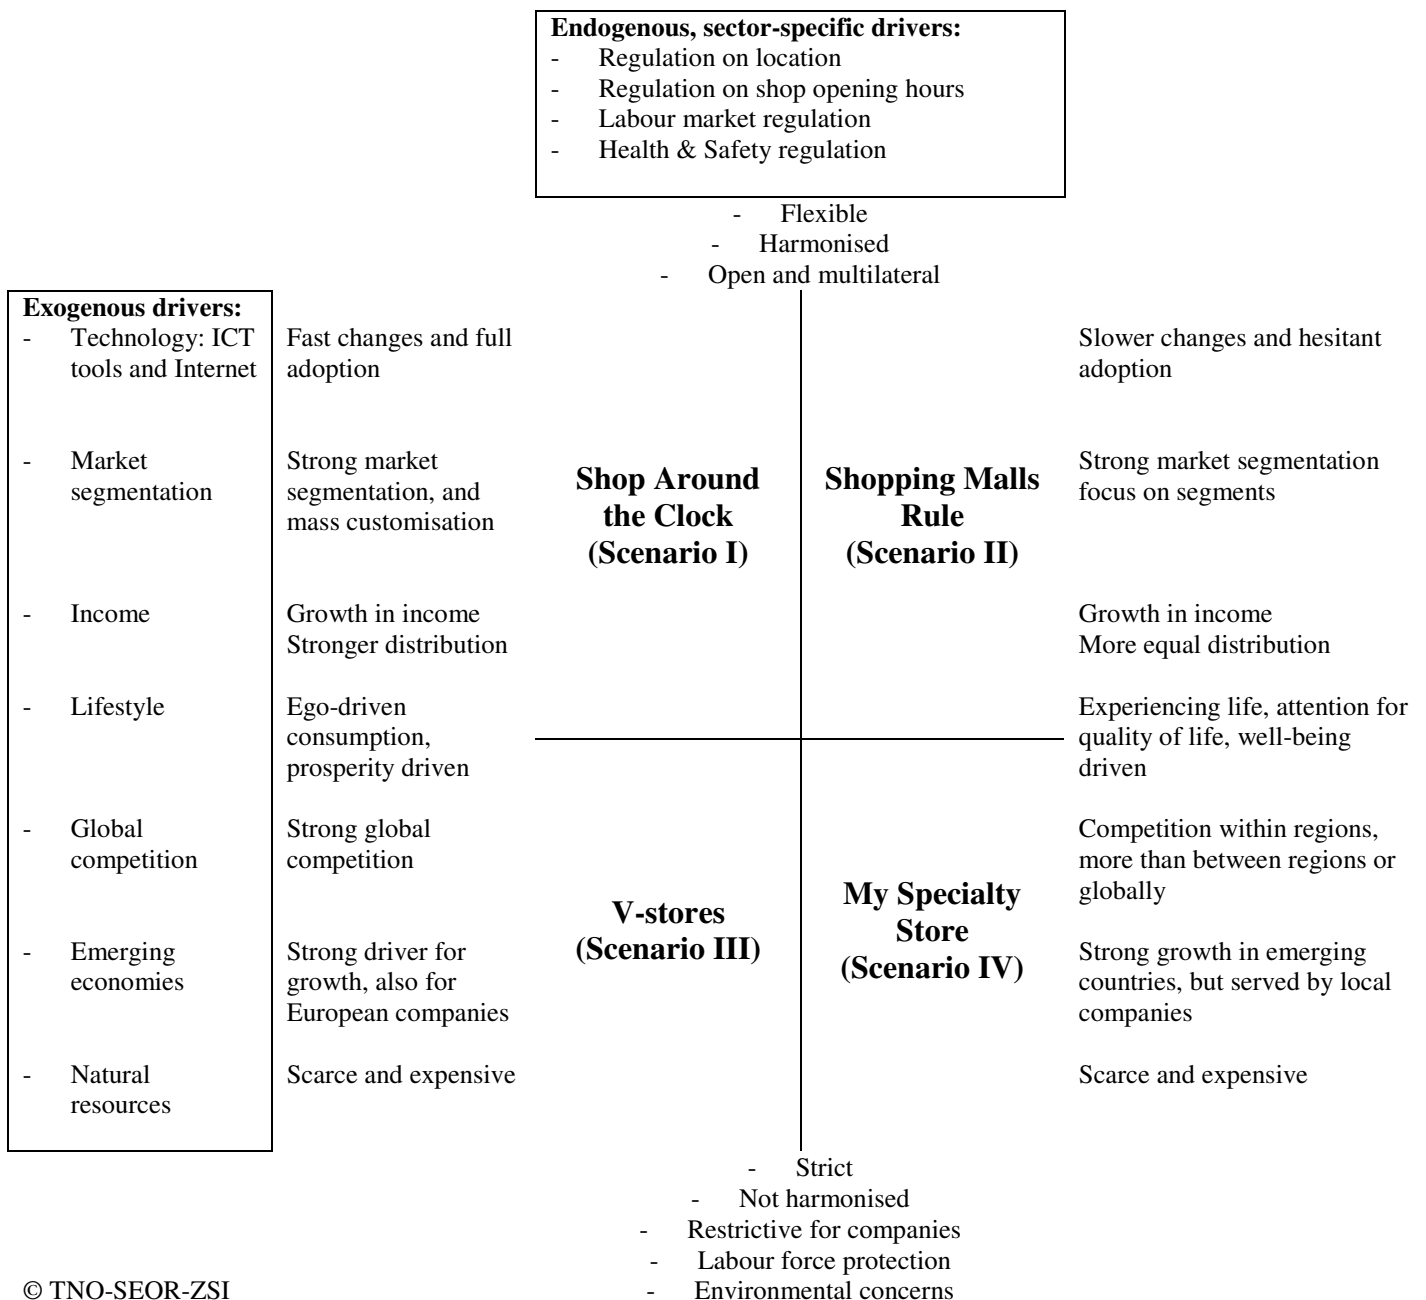 Endogenous, sector-specific drivers:
- Regulation on location
- Regulation on shop opening hours
- Labour market regulation
- Health & Safety regulation
- Flexible
- Harmonised
- Open and multilateral
Exogenous drivers:
- Technology: ICT
tools and Internet
Fast changes and full
adoption
Slower changes and hesitant
adoption
- Market
segmentation
Strong market
segmentation, and
mass customisation
Shop Around
the Clock
(Scenario I)
Shopping Malls
Rule
(Scenario II)
Strong market segmentation
focus on segments
- Income
Growth in income
Stronger distribution
Growth in income
More equal distribution
- Lifestyle
Ego-driven
consumption,
prosperity driven
Experiencing life, attention for
quality of life, well-being
driven
- Global
competition
Strong global
competition
Competition within regions,
more than between regions or
globally
V-stores
(Scenario III)
My Specialty
Store
(Scenario IV)
- Emerging
economies
Strong driver for
growth, also for
European companies
Strong growth in emerging
countries, but served by local
companies
- Natural
resources
Scarce and expensive
Scarce and expensive
- Strict
- Not harmonised
- Restrictive for companies
- Labour force protection
- Environmental concerns
© TNO-SEOR-ZSI